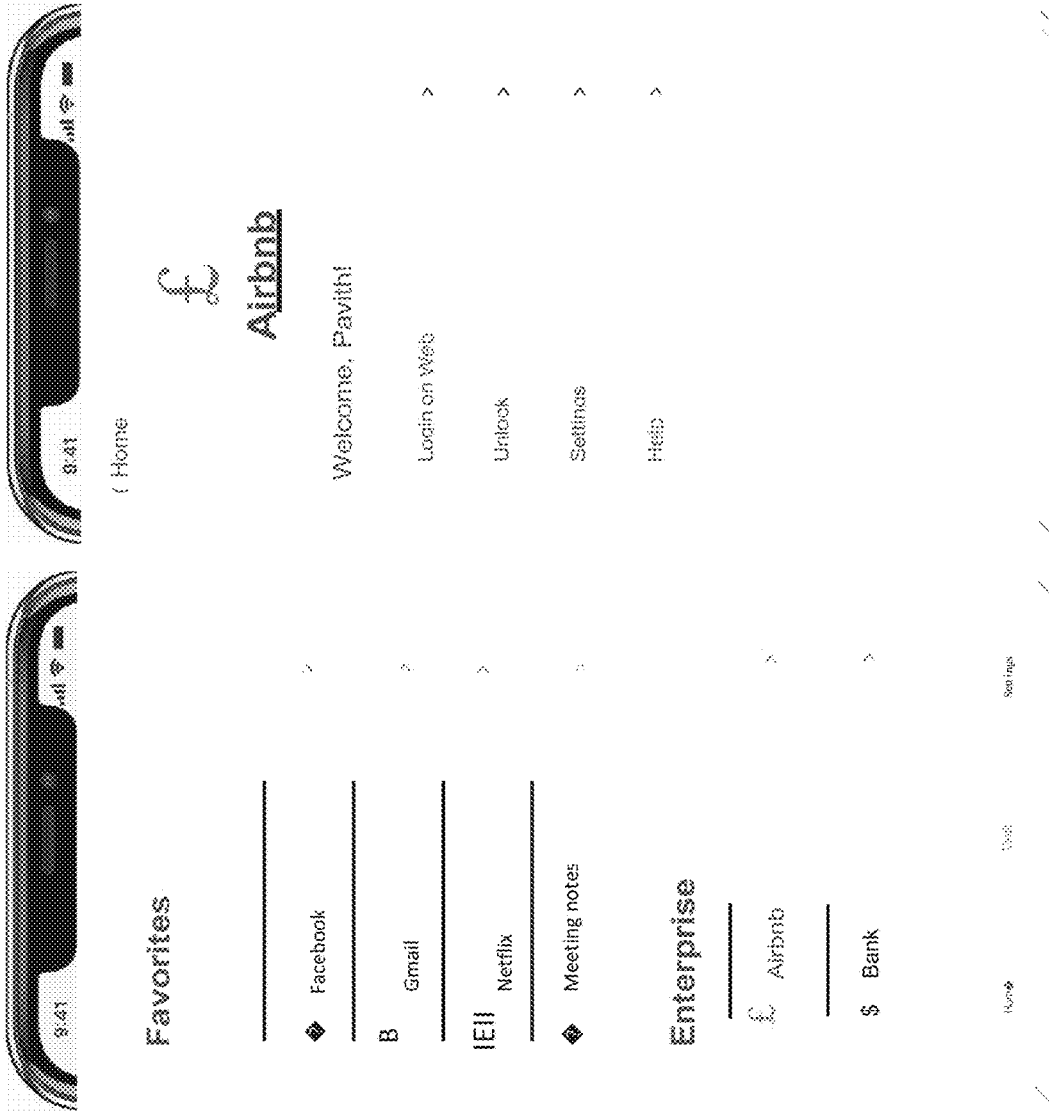 9:41
Favorites
Facebook
B Gmail
IEII Netflix
Meeting notes
Enterprise
£ Airbnb
$ Bank
Home
Settings
9:41
( Home
£
Airbnb
Welcome, Pavith!
Login on Web >
Unlock >
Settings >
Help >